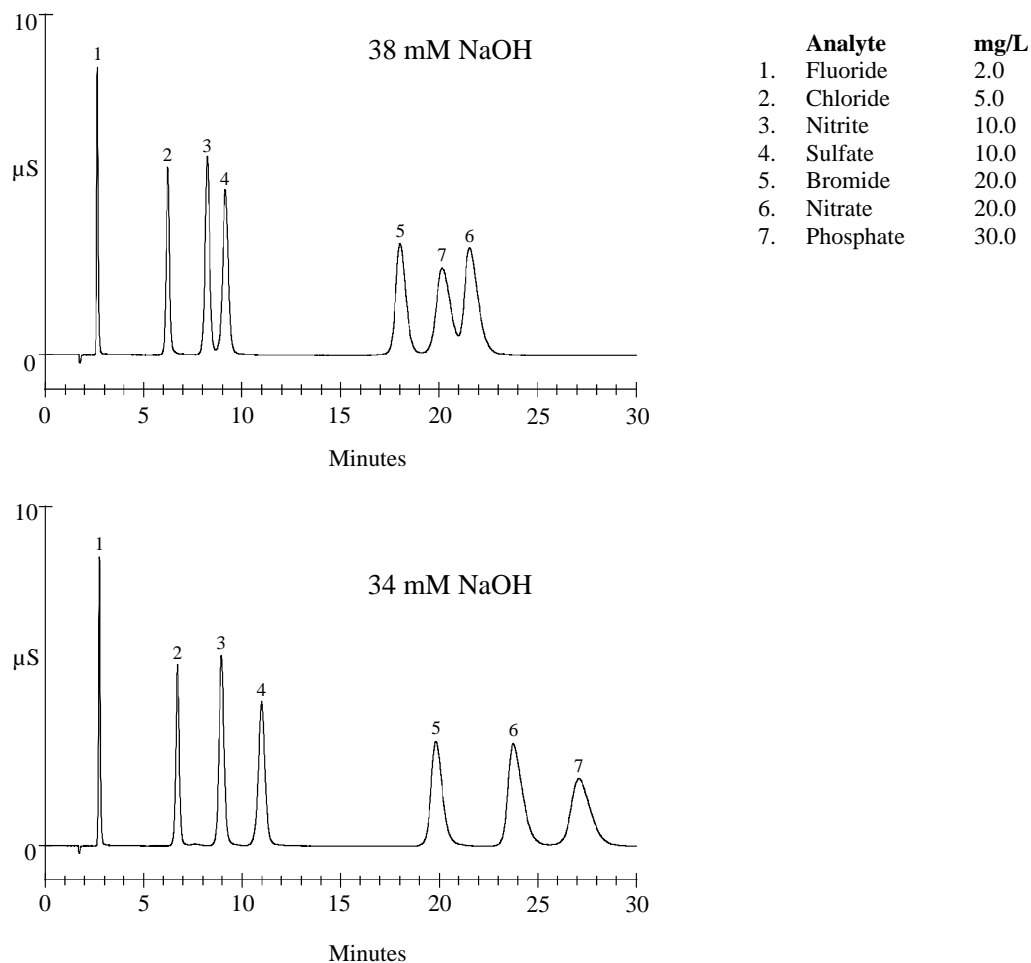 10
38 mM NaOH
1
2
3
4
5
7
6
µS
0
0 5 10 15 20 25 30
Minutes
Analyte mg/L
1. Fluoride 2.0
2. Chloride 5.0
3. Nitrite 10.0
4. Sulfate 10.0
5. Bromide 20.0
6. Nitrate 20.0
7. Phosphate 30.0
10
34 mM NaOH
1
2
3
4
5
6
7
µS
0
0 5 10 15 20 25 30
Minutes